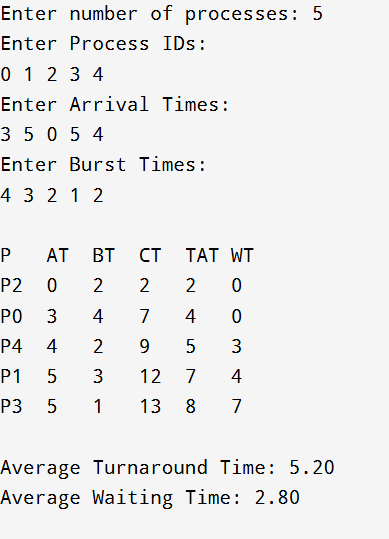 Enter number of processes: 5
Enter Process IDs:
0 1 2 3 4
Enter Arrival Times:
3 5 0 5 4
Enter Burst Times:
4 3 2 1 2

P   AT  BT  CT  TAT WT
P2  0   2   2   2   0
P0  3   4   7   4   0
P4  4   2   9   5   3
P1  5   3   12  7   4
P3  5   1   13  8   7

Average Turnaround Time: 5.20
Average Waiting Time: 2.80